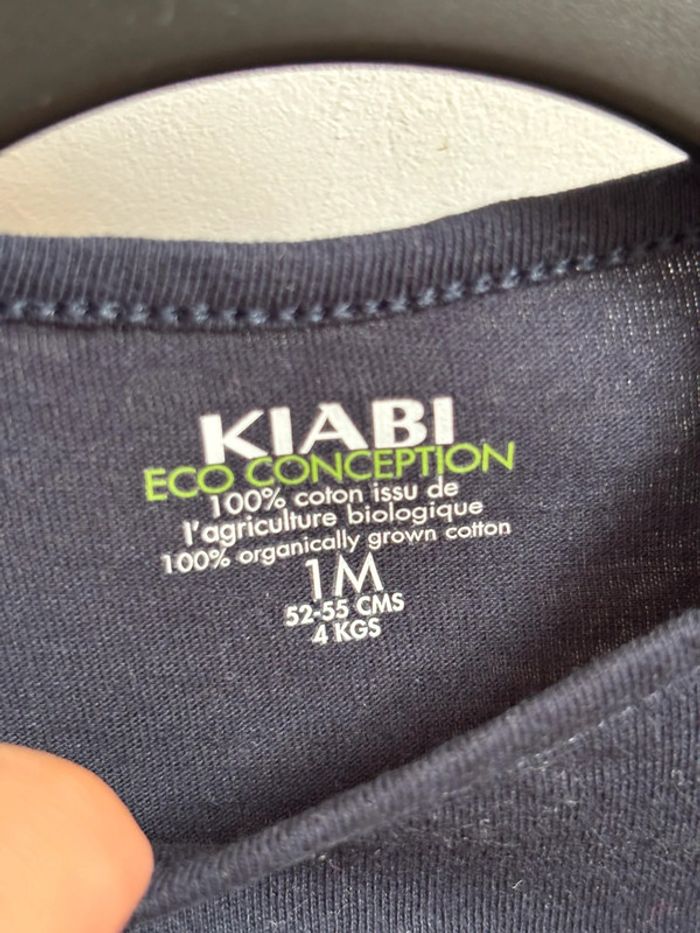 KIABI
ECO CONCEPTION
100% coton issu de
l'agriculture biologique
100% organically grown cotton
1M
52-55 CMS
4 KGS